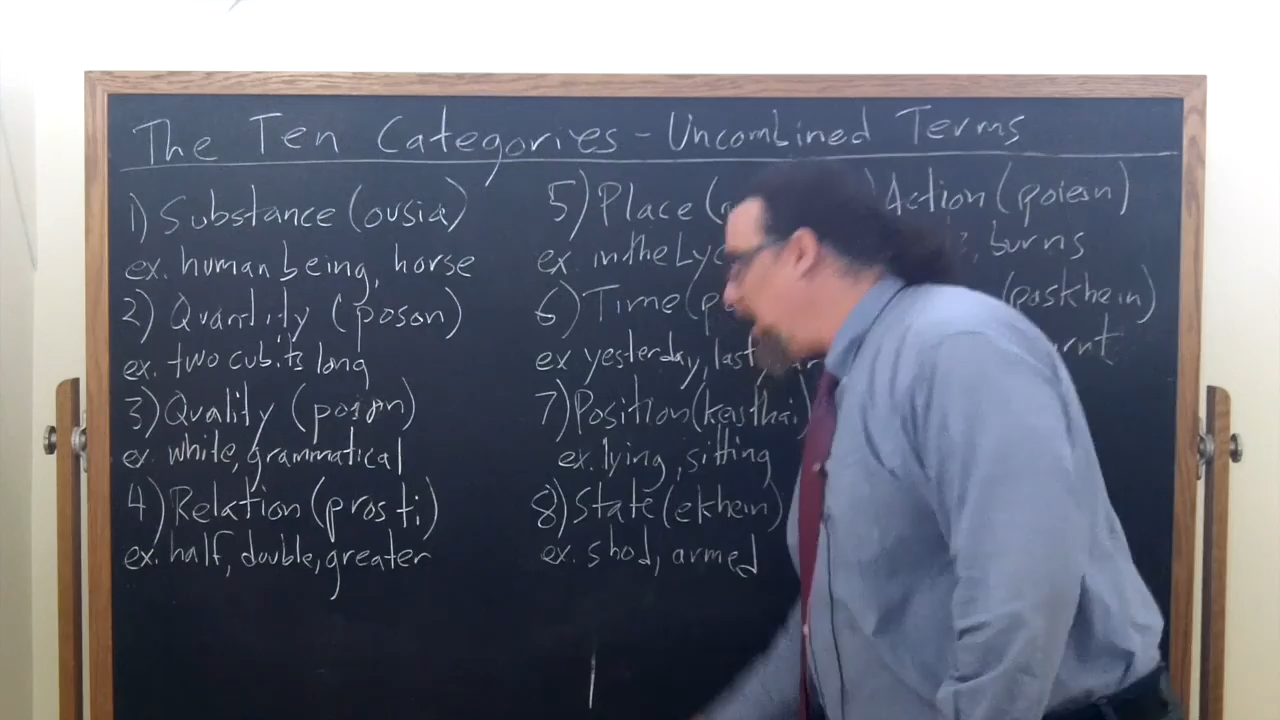 The Ten Categories - Uncombined Terms
1) Substance (ousia)
ex. human being, horse
2) Quantity (poson)
ex. two cubits long
3) Quality (poion)
ex. white, grammatical
4) Relation (pros ti)
ex. half, double, greater
5) Place (
ex in the Lyc
6) Time (p
ex yesterday, last
7) Position (keisthai)
ex. lying, sitting
8) State (ekhein)
ex. shod, armed
) Action (poiein)
, burns
(paskhein)
urnt